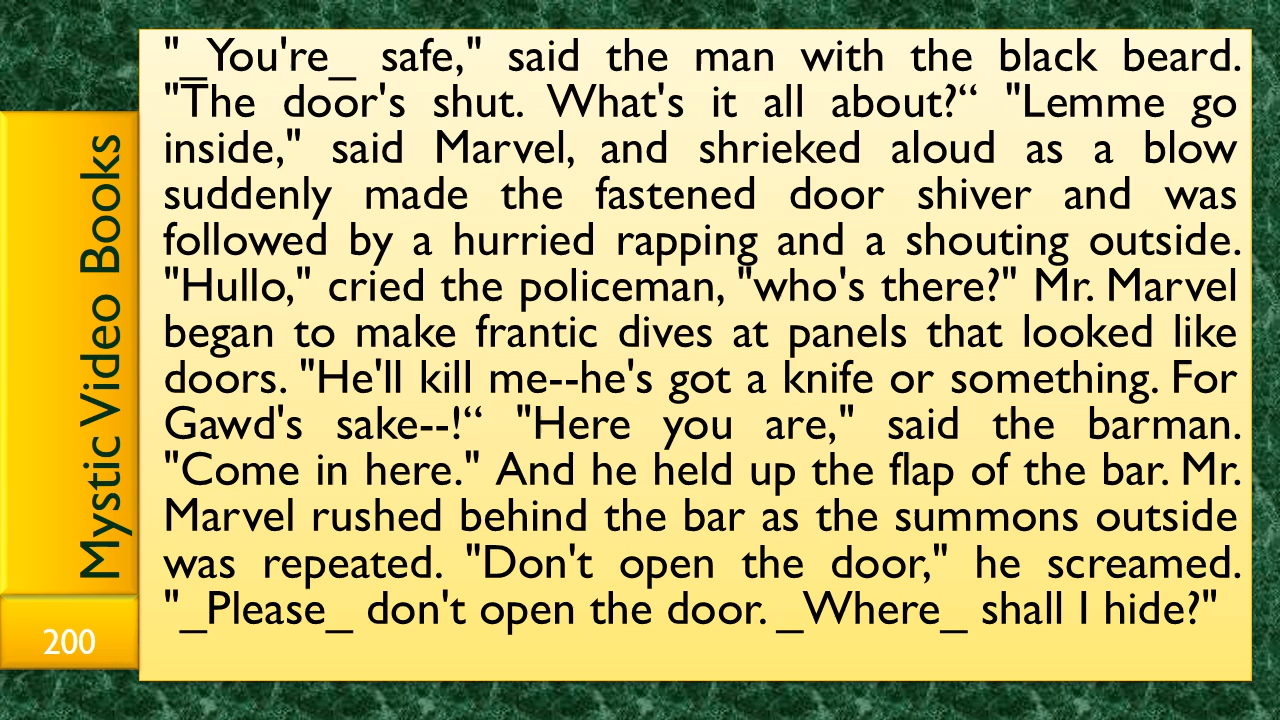 Mystic Video Books
200
"_You're_ safe," said the man with the black beard.
"The door's shut. What's it all about?“ "Lemme go
inside," said Marvel, and shrieked aloud as a blow
suddenly made the fastened door shiver and was
followed by a hurried rapping and a shouting outside.
"Hullo," cried the policeman, "who's there?" Mr. Marvel
began to make frantic dives at panels that looked like
doors. "He'll kill me--he's got a knife or something. For
Gawd's sake--!“ "Here you are," said the barman.
"Come in here." And he held up the flap of the bar. Mr.
Marvel rushed behind the bar as the summons outside
was repeated. "Don't open the door," he screamed.
"_Please_ don't open the door. _Where_ shall I hide?"